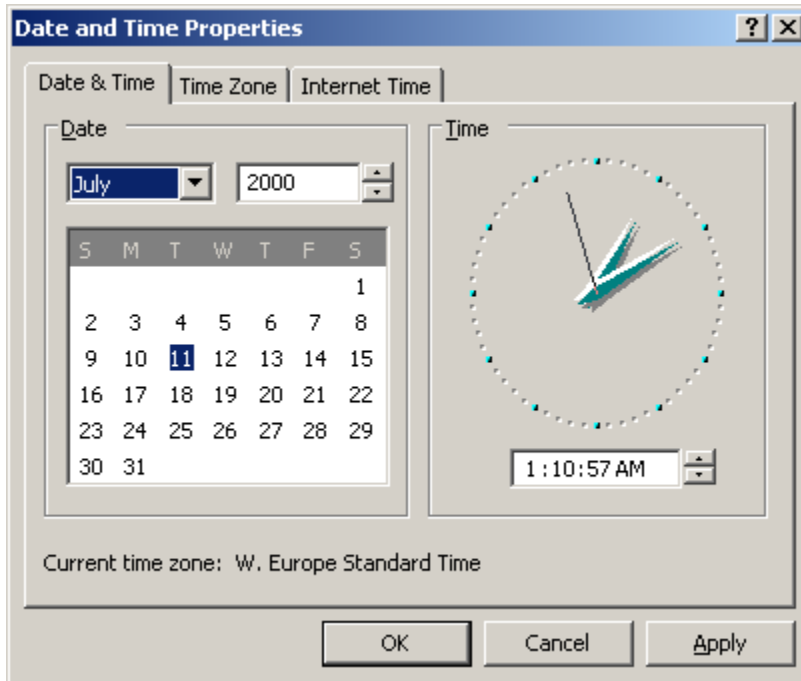 Date and Time Properties
Date & Time Time Zone Internet Time
Date
July 2000
S M T W T F S
1
2 3 4 5 6 7 8
9 10 11 12 13 14 15
16 17 18 19 20 21 22
23 24 25 26 27 28 29
30 31
Time
1:10:57 AM
Current time zone: W. Europe Standard Time
OK Cancel Apply